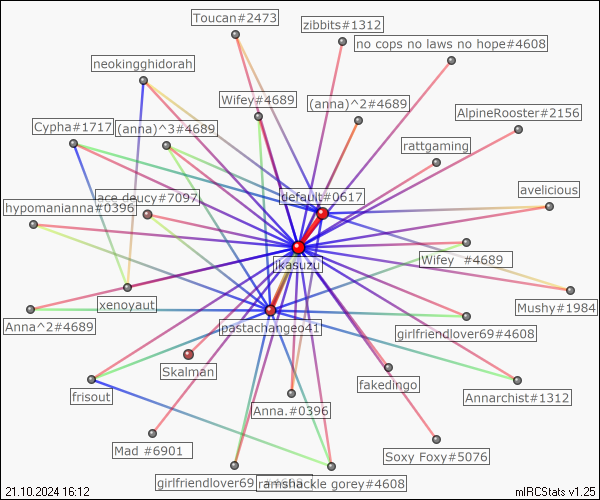 Toucan#2473
zibbits#1312
no cops no laws no hope#4608
neokingghidorah
Wifey#4689
(anna)^2#4689
AlpineRooster#2156
Cypha#1717
(anna)^3#4689
rattgaming
avelicious
ace deucy#7097
default#0617
hypomanianna#0396
jikasuzu
Wifey #4689
xenoyaut
Mushy#1984
Anna^2#4689
pastachangeo41
girlfriendlover69#4608
Skalman
fakedingo
frisout
Annarchist#1312
Anna.#0396
Mad #6901
Soxy Foxy#5076
girlfriendlover69
ramshackle gorey#4608
21.10.2024 16:12
mIRCStats v1.25